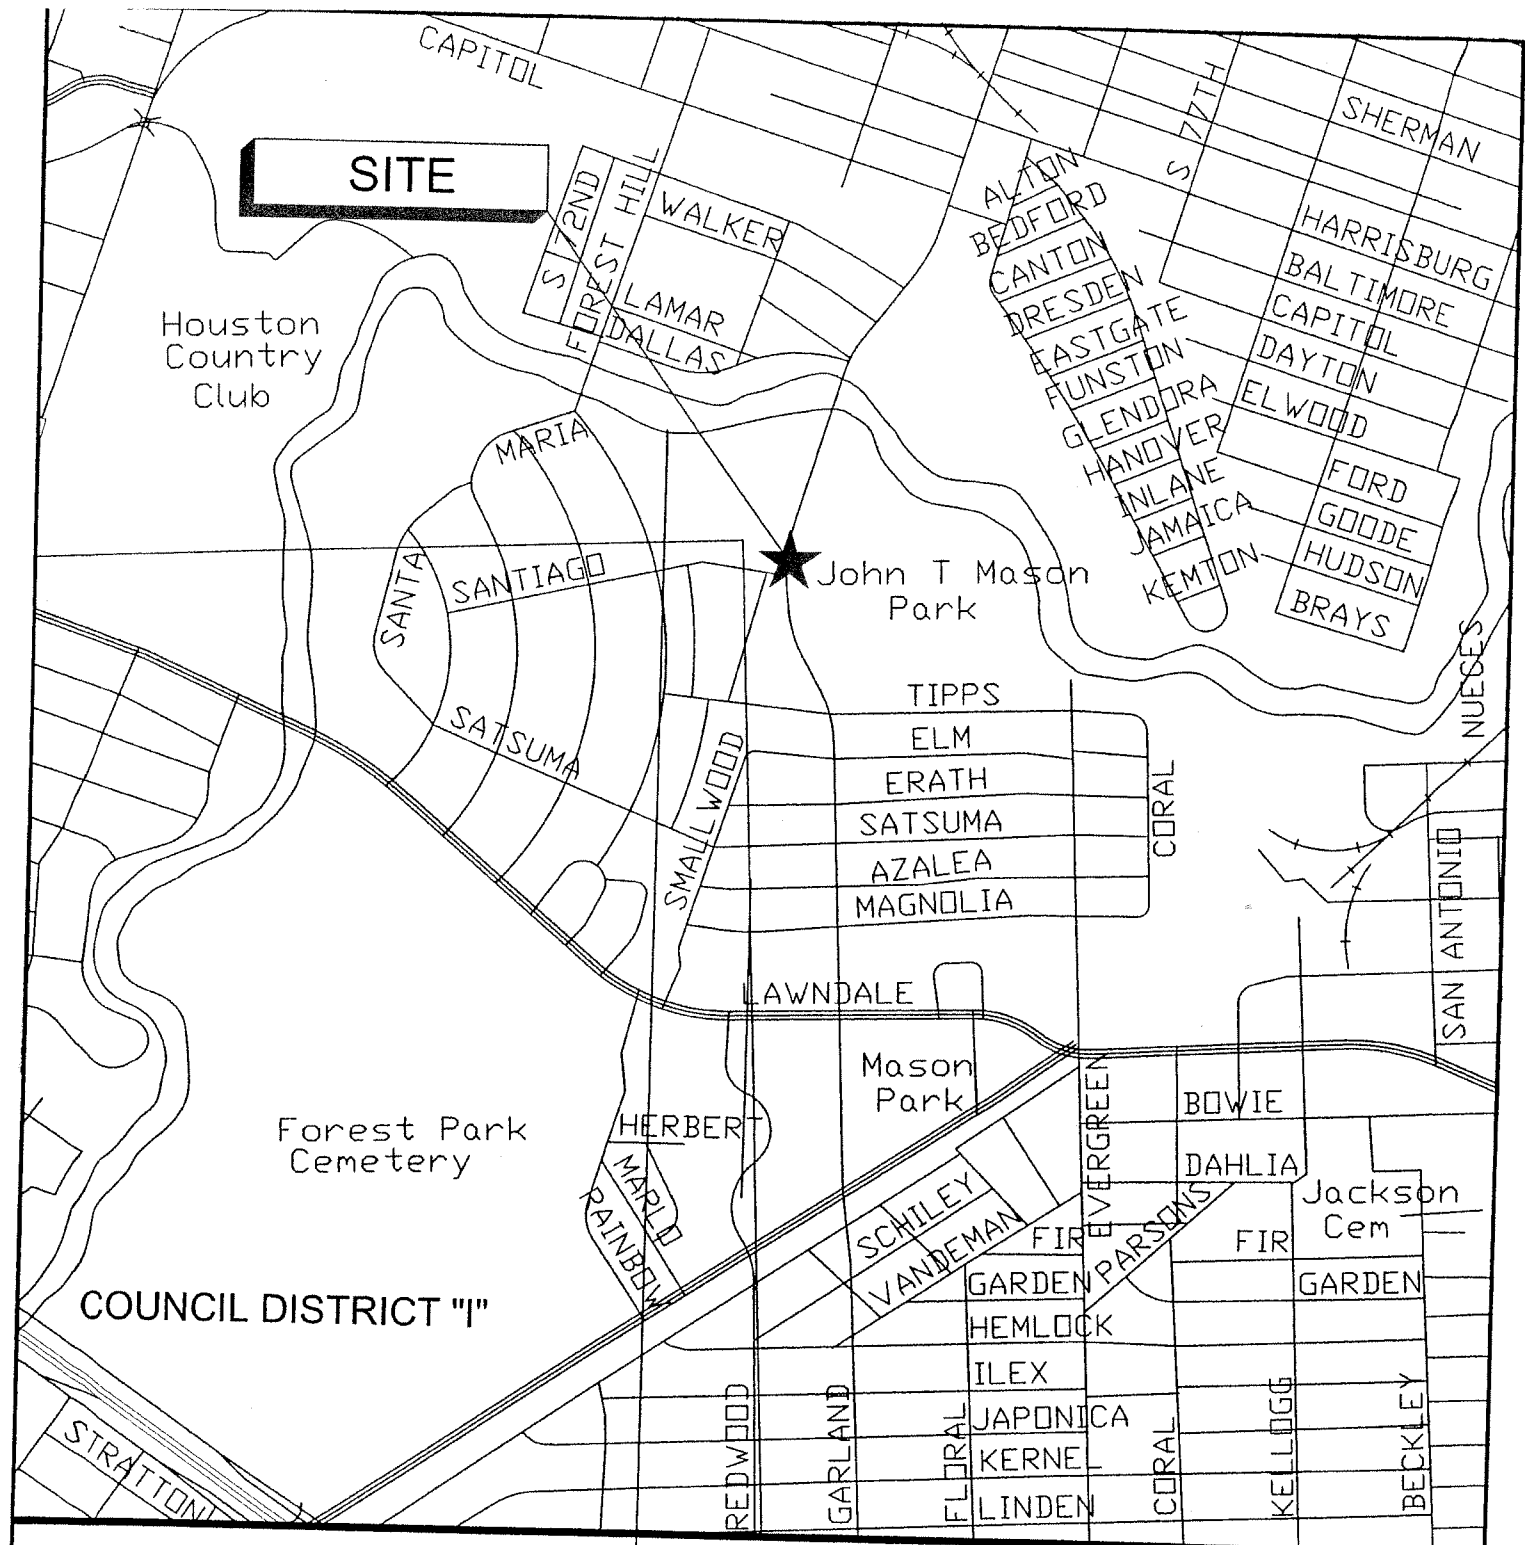 CAPITOL
SITE
S 72ND
FOREST HILL
WALKER
LAMAR
DALLAS
S 77TH
SHERMAN
ALTON
BEDFORD
CANTON
DRESDEN
EASTGATE
FUNSTON
GLENDORA
HANOVER
INLANE
JAMAICA
KEMTON
HARRISBURG
BALTIMORE
CAPITOL
DAYTON
ELWOOD
FORD
GOODE
HUDSON
BRAYS
Houston
Country
Club
MARIA
SANTA
SANTIAGO
SATSUMA
John T Mason
Park
NUECES
TIPPS
ELM
ERATH
SATSUMA
AZALEA
MAGNOLIA
SMALLWOOD
CORAL
SAN ANTONIO
LAWNDALE
Mason
Park
EVERGREEN
BOWIE
DAHLIA
Forest Park
Cemetery
HERBERT
MARLO
RAINBOW
SCHILEY
VANDEMAN
PARSONS
Jackson
Cem
FIR
FIR
GARDEN
GARDEN
HEMLOCK
ILEX
JAPONICA
KERNEL
LINDEN
COUNCIL DISTRICT "I"
STRATTON
REDWOOD
GARLAND
FLORAL
CORAL
KELLOGG
BECKLEY